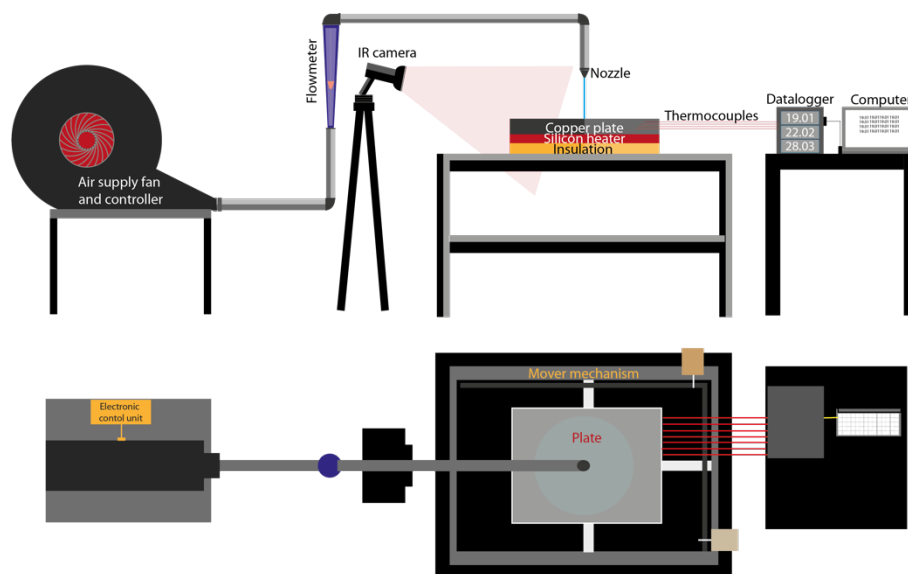 IR camera
Flowmeter
Nozzle
Air supply fan
and controller
Copper plate
Silicon heater
Insulation
Thermocouples
Datalogger
19.01
22.02
28.03
Computer
Mover mechanism
Electronic
contol unit
Plate